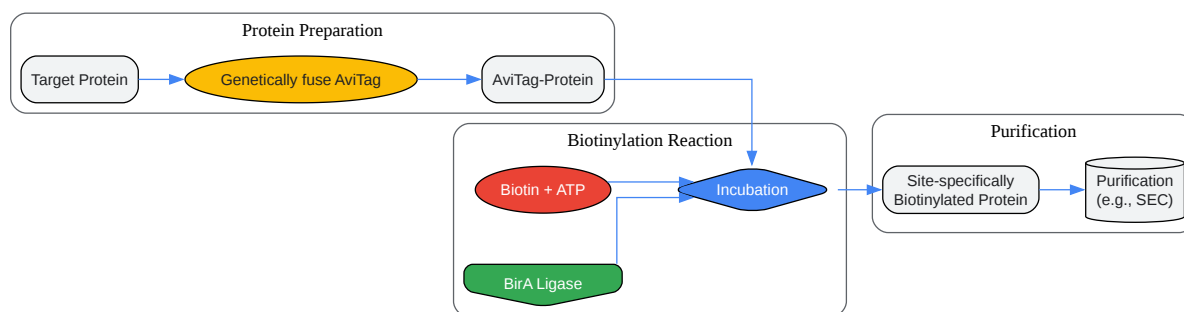 Protein Preparation
Target Protein
Genetically fuse AviTag
AviTag-Protein
Biotinylation Reaction
Biotin + ATP
Incubation
BirA Ligase
Purification
Site-specifically
Biotinylated Protein
Purification
(e.g., SEC)